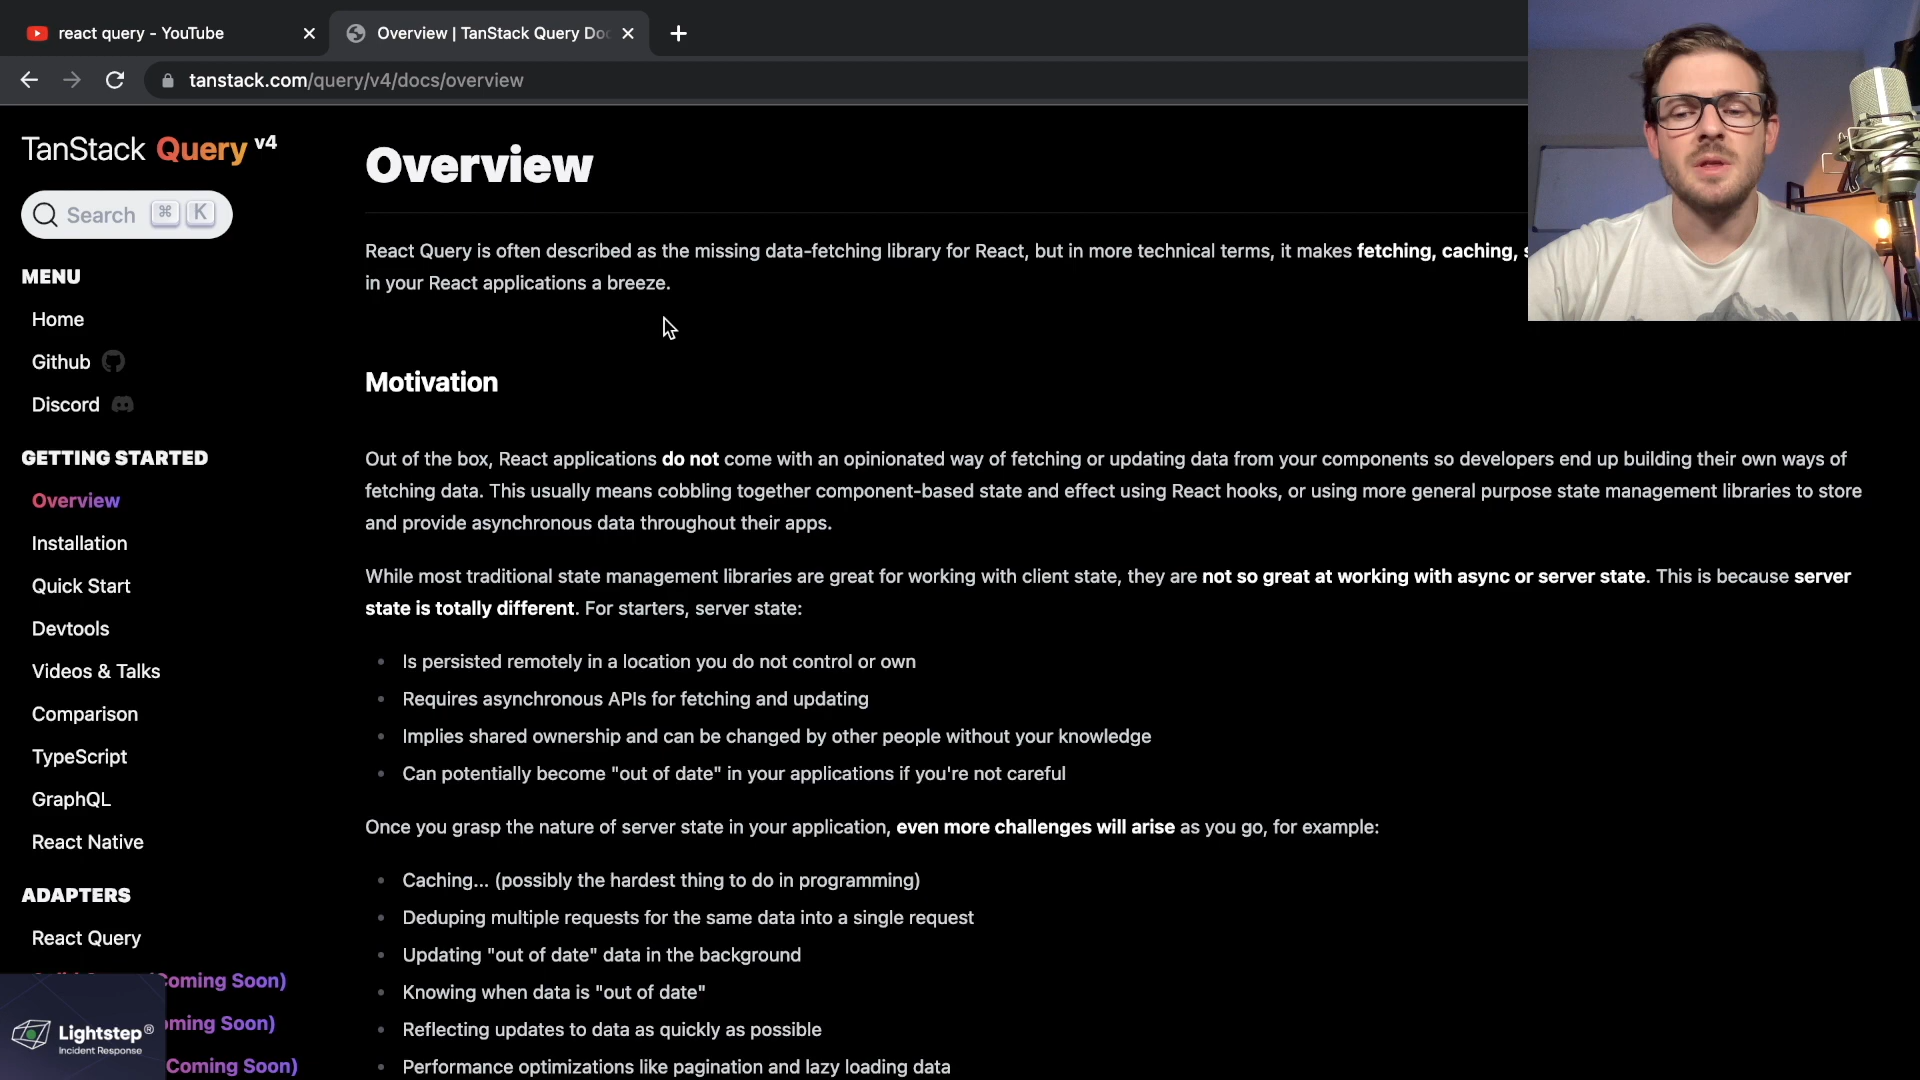 react query - YouTube
Overview | TanStack Query Doc
tanstack.com/query/v4/docs/overview
TanStack Query v4
Search ⌘ K
MENU
Home
Github
Discord
GETTING STARTED
Overview
Installation
Quick Start
Devtools
Videos & Talks
Comparison
TypeScript
GraphQL
React Native
ADAPTERS
React Query
(Coming Soon)
oming Soon)
Coming Soon)
Lightstep®
Incident Response
Overview
React Query is often described as the missing data-fetching library for React, but in more technical terms, it makes fetching, caching,
in your React applications a breeze.
Motivation
Out of the box, React applications do not come with an opinionated way of fetching or updating data from your components so developers end up building their own ways of
fetching data. This usually means cobbling together component-based state and effect using React hooks, or using more general purpose state management libraries to store
and provide asynchronous data throughout their apps.
While most traditional state management libraries are great for working with client state, they are not so great at working with async or server state. This is because server
state is totally different. For starters, server state:
Is persisted remotely in a location you do not control or own
Requires asynchronous APIs for fetching and updating
Implies shared ownership and can be changed by other people without your knowledge
Can potentially become "out of date" in your applications if you're not careful
Once you grasp the nature of server state in your application, even more challenges will arise as you go, for example:
Caching... (possibly the hardest thing to do in programming)
Deduping multiple requests for the same data into a single request
Updating "out of date" data in the background
Knowing when data is "out of date"
Reflecting updates to data as quickly as possible
Performance optimizations like pagination and lazy loading data